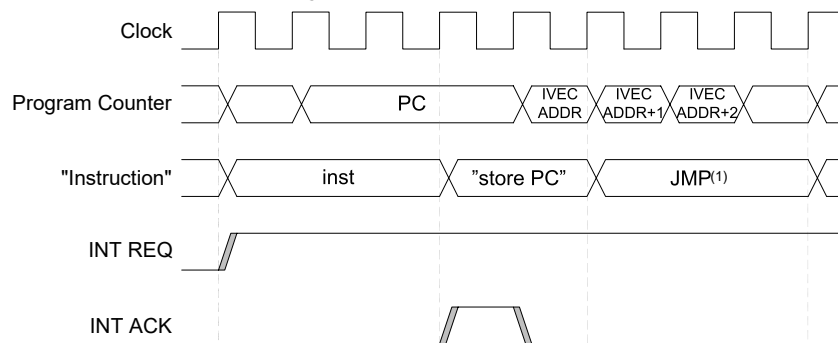 Clock
Program Counter PC IVEC ADDR IVEC ADDR+1 IVEC ADDR+2
"Instruction" inst ”store PC” JMP(1)
INT REQ
INT ACK